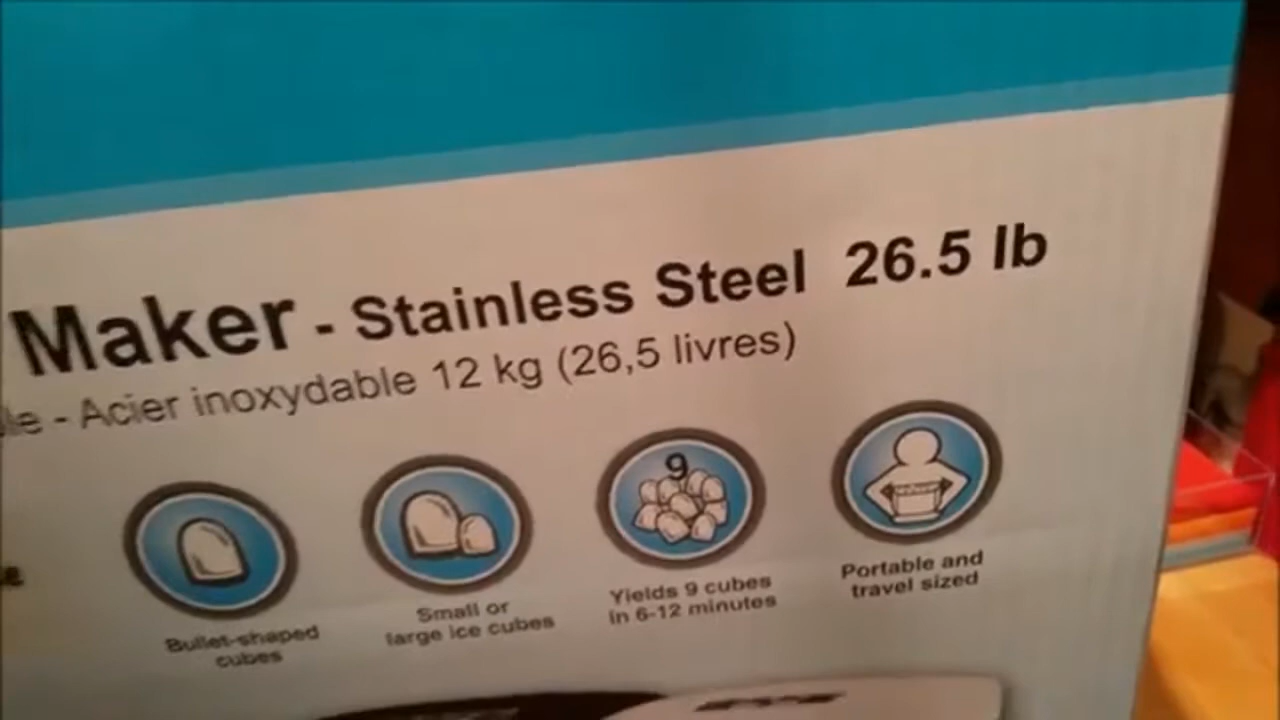 Maker - Stainless Steel 26.5 lb
- Acier inoxydable 12 kg (26,5 livres)
9
Bullet-shaped
cubes
Small or
large ice cubes
Yields 9 cubes
in 6-12 minutes
Portable and
travel sized